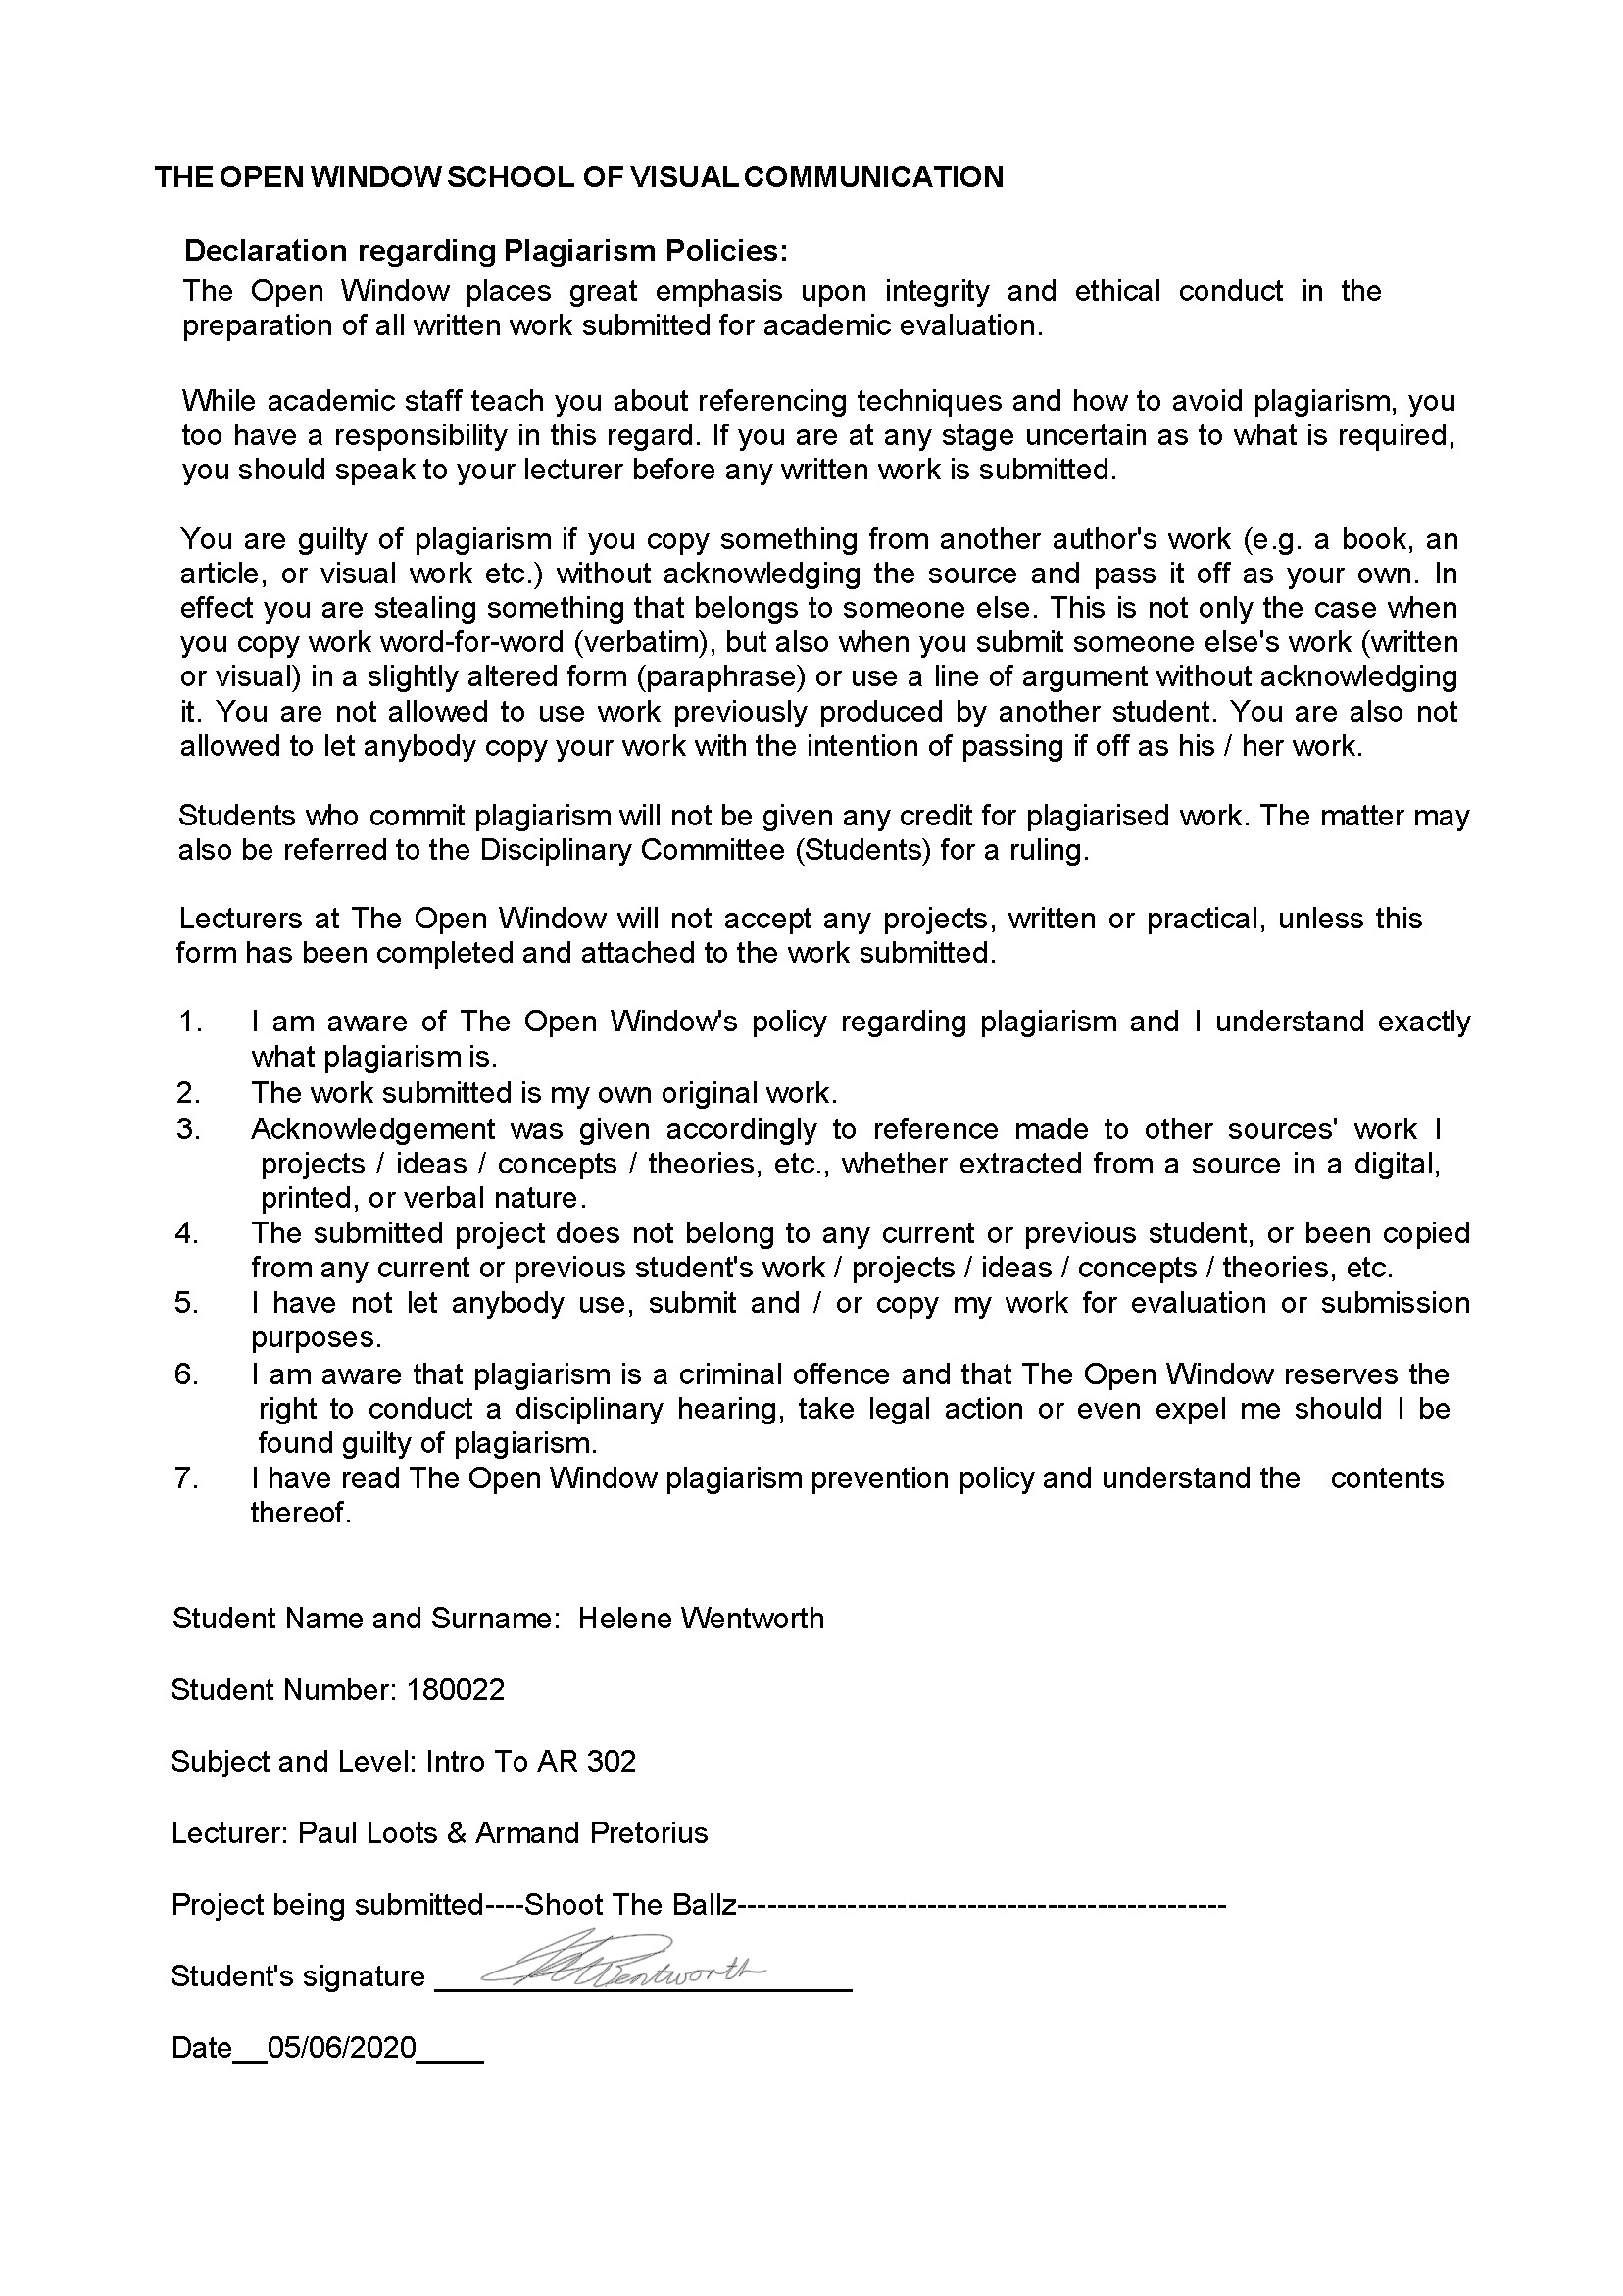 THE OPEN WINDOW SCHOOL OF VISUAL COMMUNICATION
Declaration regarding Plagiarism Policies:
The Open Window places great emphasis upon integrity and ethical conduct in the
preparation of all written work submitted for academic evaluation.
While academic staff teach you about referencing techniques and how to avoid plagiarism, you
too have a responsibility in this regard. If you are at any stage uncertain as to what is required,
you should speak to your lecturer before any written work is submitted.
You are guilty of plagiarism if you copy something from another author's work (e.g. a book, an
article, or visual work etc.) without acknowledging the source and pass it off as your own. In
effect you are stealing something that belongs to someone else. This is not only the case when
you copy work word-for-word (verbatim), but also when you submit someone else's work (written
or visual) in a slightly altered form (paraphrase) or use a line of argument without acknowledging
it. You are not allowed to use work previously produced by another student. You are also not
allowed to let anybody copy your work with the intention of passing if off as his / her work.
Students who commit plagiarism will not be given any credit for plagiarised work. The matter may
also be referred to the Disciplinary Committee (Students) for a ruling.
Lecturers at The Open Window will not accept any projects, written or practical, unless this
form has been completed and attached to the work submitted.
1. I am aware of The Open Window's policy regarding plagiarism and I understand exactly
what plagiarism is.
2. The work submitted is my own original work.
3. Acknowledgement was given accordingly to reference made to other sources' work I
projects / ideas / concepts / theories, etc., whether extracted from a source in a digital,
printed, or verbal nature.
4. The submitted project does not belong to any current or previous student, or been copied
from any current or previous student's work / projects / ideas / concepts / theories, etc.
5. I have not let anybody use, submit and / or copy my work for evaluation or submission
purposes.
6. I am aware that plagiarism is a criminal offence and that The Open Window reserves the
right to conduct a disciplinary hearing, take legal action or even expel me should I be
found guilty of plagiarism.
7. I have read The Open Window plagiarism prevention policy and understand the contents
thereof.
Student Name and Surname: Helene Wentworth
Student Number: 180022
Subject and Level: Intro To AR 302
Lecturer: Paul Loots & Armand Pretorius
Project being submitted----Shoot The Ballz-------------------------------------------------
Student's signature Wentworth
Date__05/06/2020____